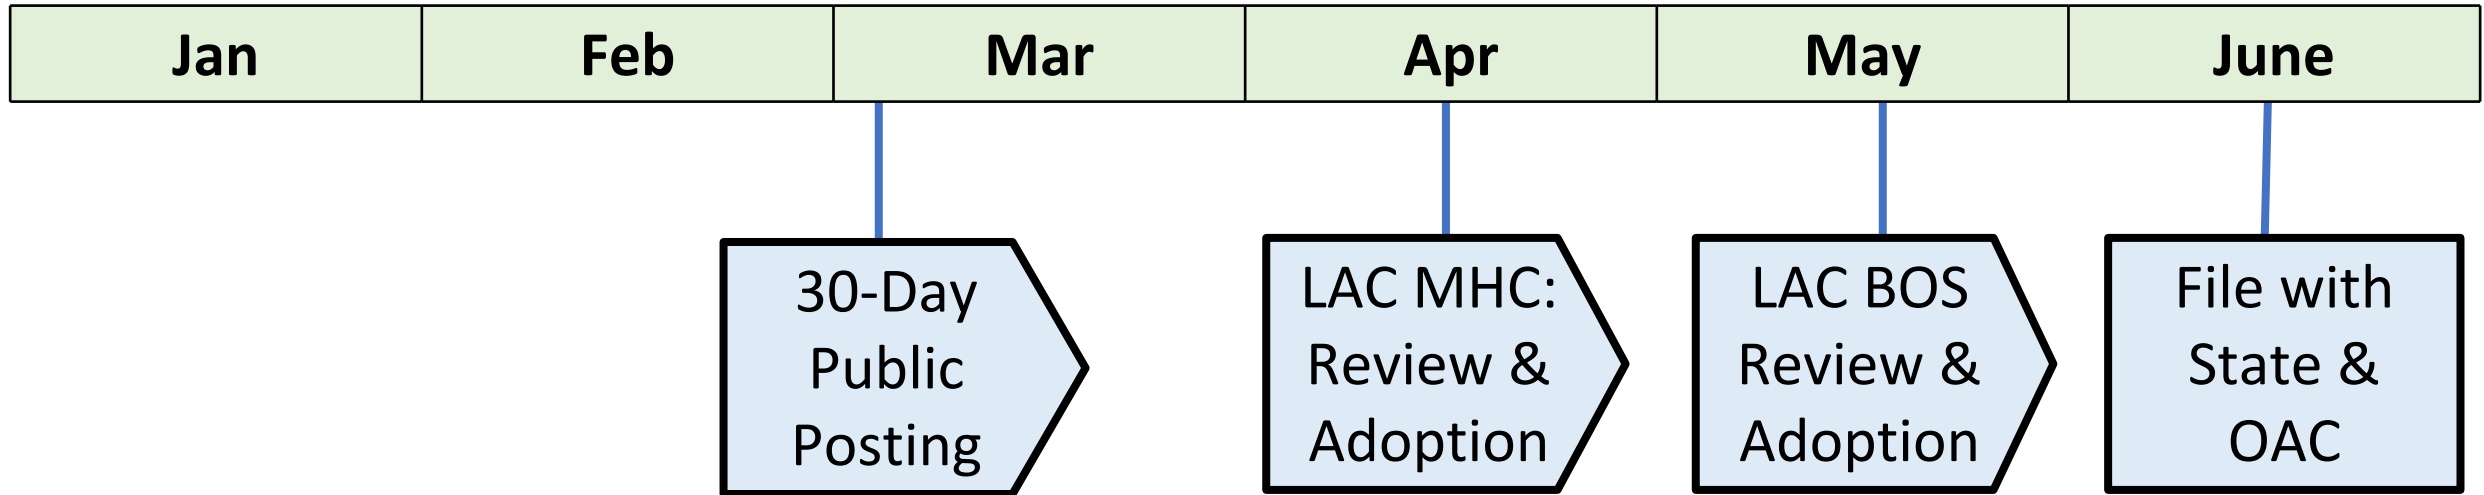 Jan Feb Mar Apr May June
30-Day
Public
Posting
LAC MHC:
Review &
Adoption
LAC BOS
Review &
Adoption
File with
State &
OAC